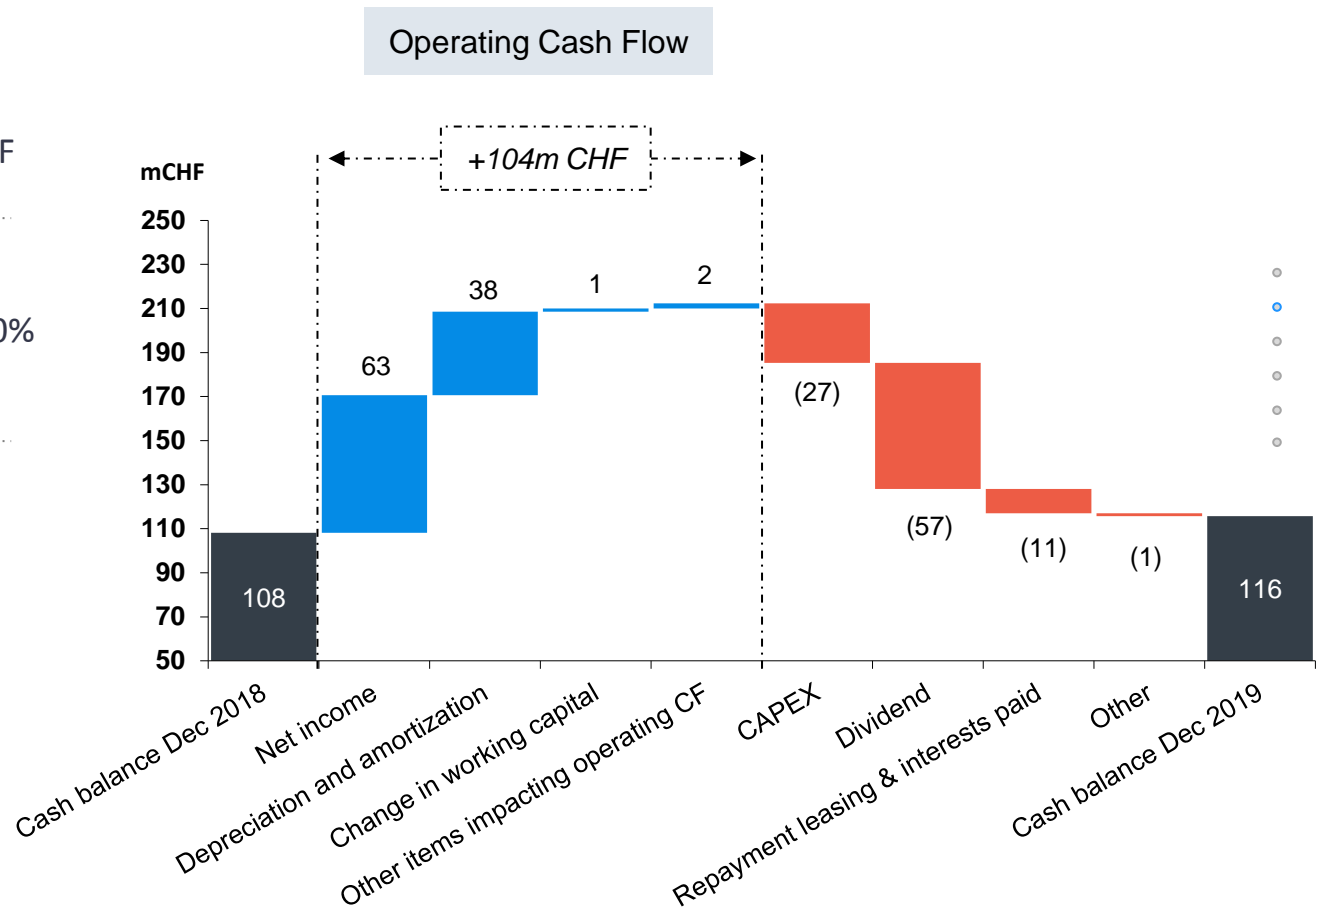 Operating Cash Flow
F
0%
+104m CHF
mCHF
250
230
210
190
170
150
130
110
90
70
50
108
63
38
1
2
(27)
(57)
(11)
(1)
116
Cash balance Dec 2018
Net income
Depreciation and amortization
Change in working capital
Other items impacting operating CF
CAPEX
Dividend
Repayment leasing & interests paid
Other
Cash balance Dec 2019